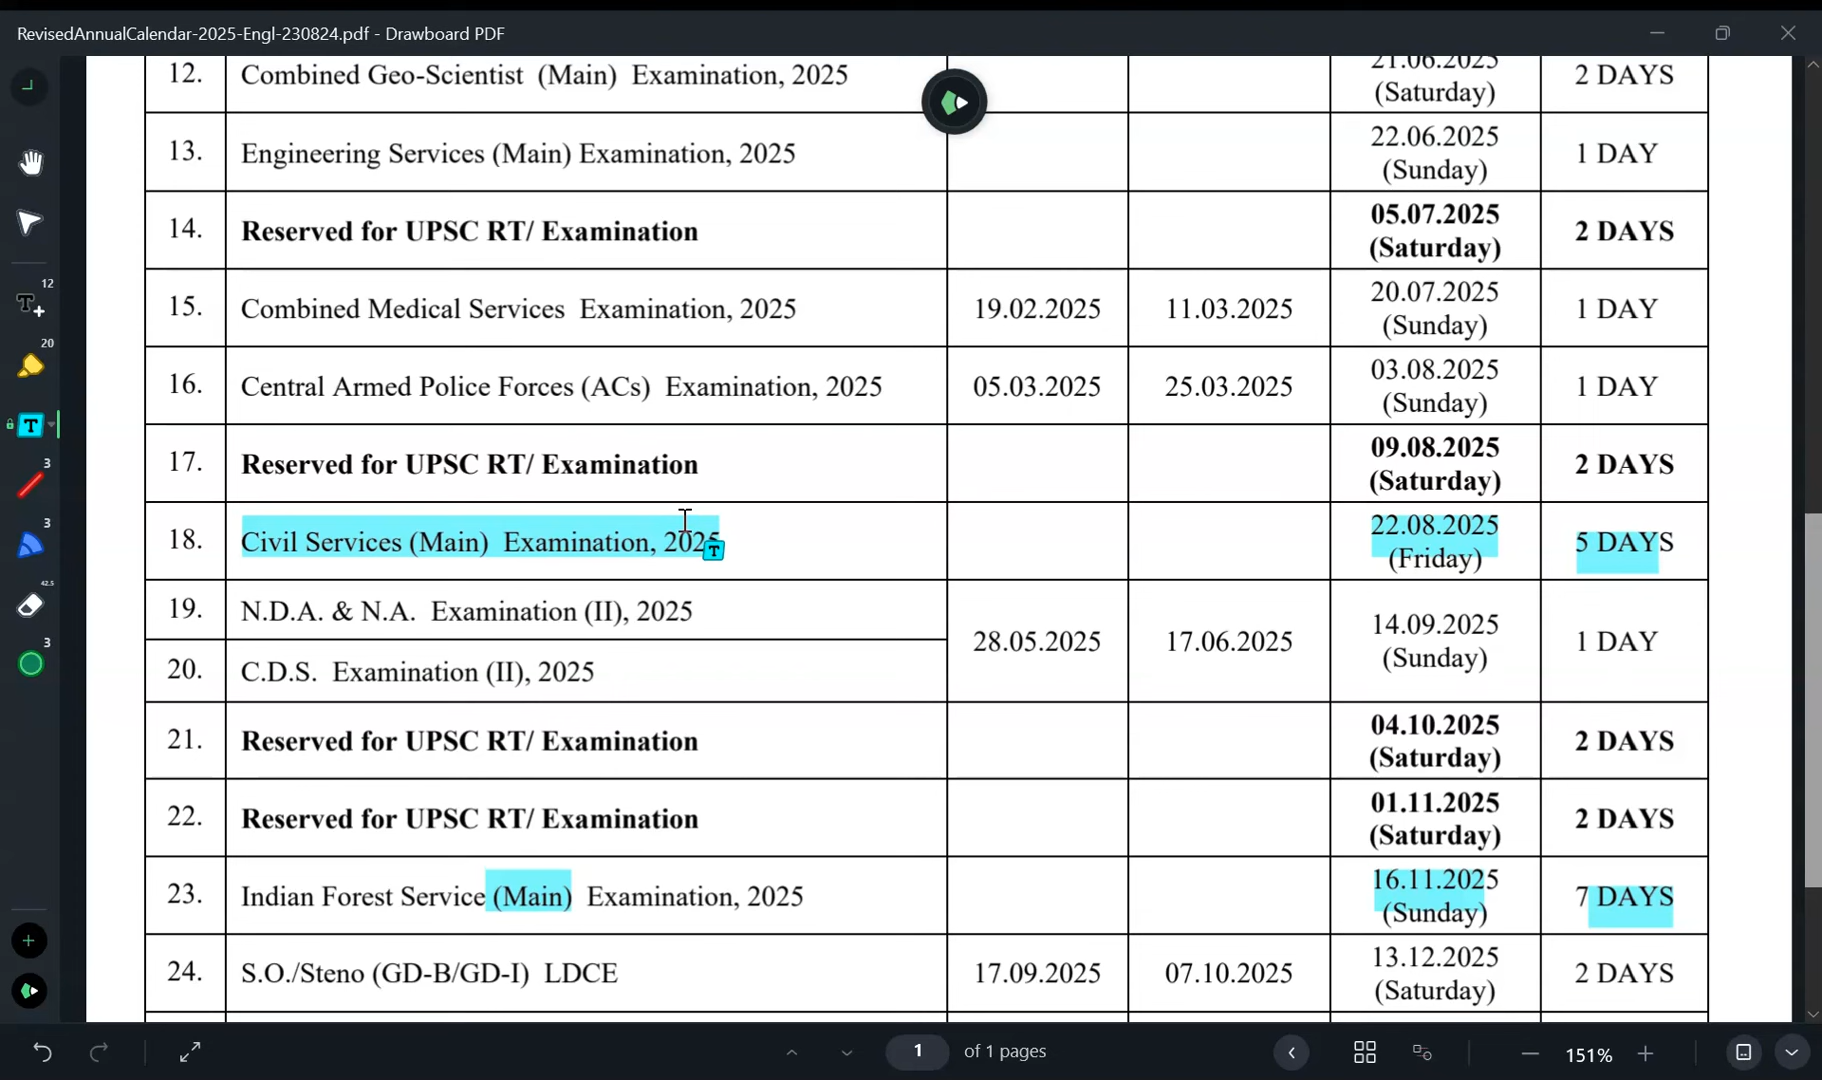 RevisedAnnualCalendar-2025-Engl-230824.pdf - Drawboard PDF
12. Combined Geo-Scientist (Main) Examination, 2025 21.06.2025 (Saturday) 2 DAYS
13. Engineering Services (Main) Examination, 2025 22.06.2025 (Sunday) 1 DAY
14. Reserved for UPSC RT/ Examination 05.07.2025 (Saturday) 2 DAYS
15. Combined Medical Services Examination, 2025 19.02.2025 11.03.2025 20.07.2025 (Sunday) 1 DAY
16. Central Armed Police Forces (ACs) Examination, 2025 05.03.2025 25.03.2025 03.08.2025 (Sunday) 1 DAY
17. Reserved for UPSC RT/ Examination 09.08.2025 (Saturday) 2 DAYS
18. Civil Services (Main) Examination, 2025 22.08.2025 (Friday) 5 DAYS
19. N.D.A. & N.A. Examination (II), 2025 28.05.2025 17.06.2025 14.09.2025 (Sunday) 1 DAY
20. C.D.S. Examination (II), 2025
21. Reserved for UPSC RT/ Examination 04.10.2025 (Saturday) 2 DAYS
22. Reserved for UPSC RT/ Examination 01.11.2025 (Saturday) 2 DAYS
23. Indian Forest Service (Main) Examination, 2025 16.11.2025 (Sunday) 7 DAYS
24. S.O./Steno (GD-B/GD-I) LDCE 17.09.2025 07.10.2025 13.12.2025 (Saturday) 2 DAYS
12
T
20
T
3
3
42.5
3
T
1 of 1 pages
151%